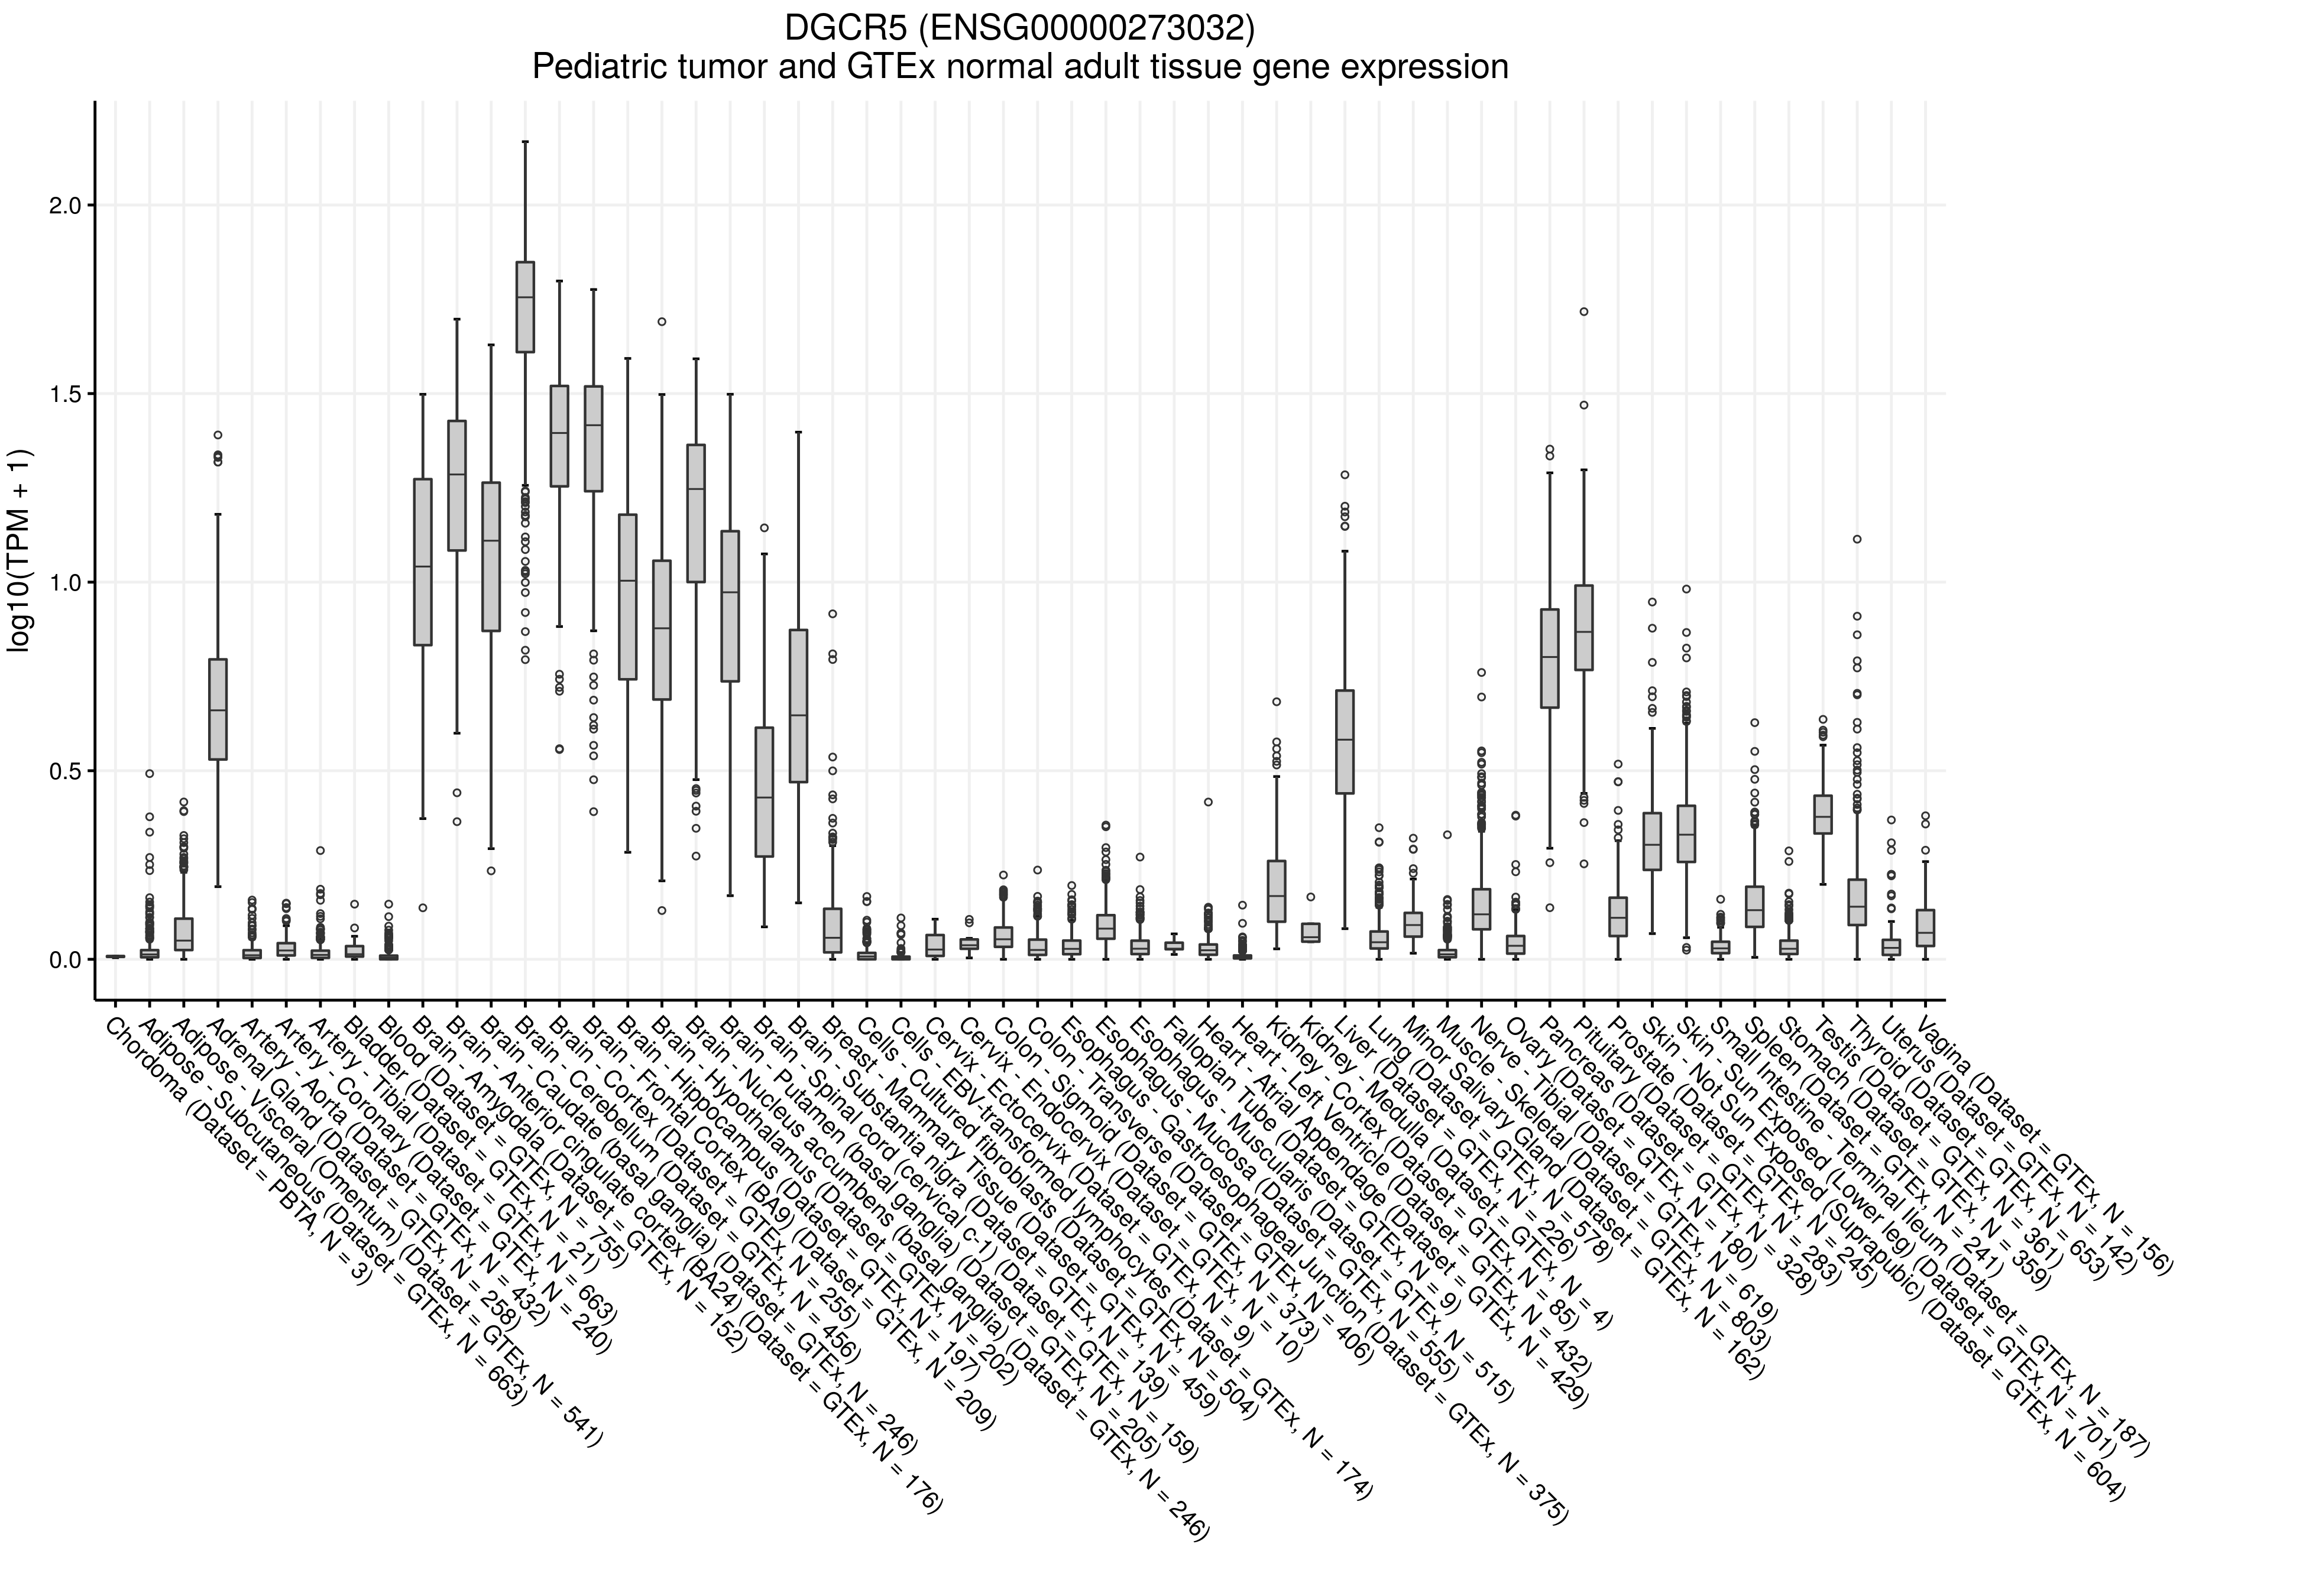 DGCR5 (ENSG00000273032)
Pediatric tumor and GTEx normal adult tissue gene expression
log10(TPM + 1)
2.0
1.5
1.0
0.5
0.0
Chordoma (Dataset = PBTA, N = 3)
Adipose - Subcutaneous (Dataset = GTEx, N = 663)
Adipose - Visceral (Omentum) (Dataset = GTEx, N = 541)
Adrenal Gland (Dataset = GTEx, N = 258)
Artery - Aorta (Dataset = GTEx, N = 432)
Artery - Coronary (Dataset = GTEx, N = 240)
Artery - Tibial (Dataset = GTEx, N = 663)
Bladder (Dataset = GTEx, N = 21)
Blood (Dataset = GTEx, N = 755)
Brain - Amygdala (Dataset = GTEx, N = 152)
Brain - Anterior cingulate cortex (BA24) (Dataset = GTEx, N = 176)
Brain - Caudate (basal ganglia) (Dataset = GTEx, N = 246)
Brain - Cerebellum (Dataset = GTEx, N = 456)
Brain - Cortex (Dataset = GTEx, N = 255)
Brain - Frontal Cortex (BA9) (Dataset = GTEx, N = 209)
Brain - Hippocampus (Dataset = GTEx, N = 197)
Brain - Hypothalamus (Dataset = GTEx, N = 202)
Brain - Nucleus accumbens (basal ganglia) (Dataset = GTEx, N = 246)
Brain - Putamen (basal ganglia) (Dataset = GTEx, N = 205)
Brain - Spinal cord (cervical c-1) (Dataset = GTEx, N = 159)
Brain - Substantia nigra (Dataset = GTEx, N = 139)
Breast - Mammary Tissue (Dataset = GTEx, N = 459)
Cells - Cultured fibroblasts (Dataset = GTEx, N = 504)
Cells - EBV-transformed lymphocytes (Dataset = GTEx, N = 174)
Cervix - Ectocervix (Dataset = GTEx, N = 9)
Cervix - Endocervix (Dataset = GTEx, N = 10)
Colon - Sigmoid (Dataset = GTEx, N = 373)
Colon - Transverse (Dataset = GTEx, N = 406)
Esophagus - Gastroesophageal Junction (Dataset = GTEx, N = 375)
Esophagus - Mucosa (Dataset = GTEx, N = 555)
Esophagus - Muscularis (Dataset = GTEx, N = 515)
Fallopian Tube (Dataset = GTEx, N = 9)
Heart - Atrial Appendage (Dataset = GTEx, N = 429)
Heart - Left Ventricle (Dataset = GTEx, N = 432)
Kidney - Cortex (Dataset = GTEx, N = 85)
Kidney - Medulla (Dataset = GTEx, N = 4)
Liver (Dataset = GTEx, N = 226)
Lung (Dataset = GTEx, N = 578)
Minor Salivary Gland (Dataset = GTEx, N = 162)
Muscle - Skeletal (Dataset = GTEx, N = 803)
Nerve - Tibial (Dataset = GTEx, N = 619)
Ovary (Dataset = GTEx, N = 180)
Pancreas (Dataset = GTEx, N = 328)
Pituitary (Dataset = GTEx, N = 283)
Prostate (Dataset = GTEx, N = 245)
Skin - Not Sun Exposed (Suprapubic) (Dataset = GTEx, N = 604)
Skin - Sun Exposed (Lower leg) (Dataset = GTEx, N = 701)
Small Intestine - Terminal Ileum (Dataset = GTEx, N = 187)
Spleen (Dataset = GTEx, N = 241)
Stomach (Dataset = GTEx, N = 359)
Testis (Dataset = GTEx, N = 361)
Thyroid (Dataset = GTEx, N = 653)
Uterus (Dataset = GTEx, N = 142)
Vagina (Dataset = GTEx, N = 156)